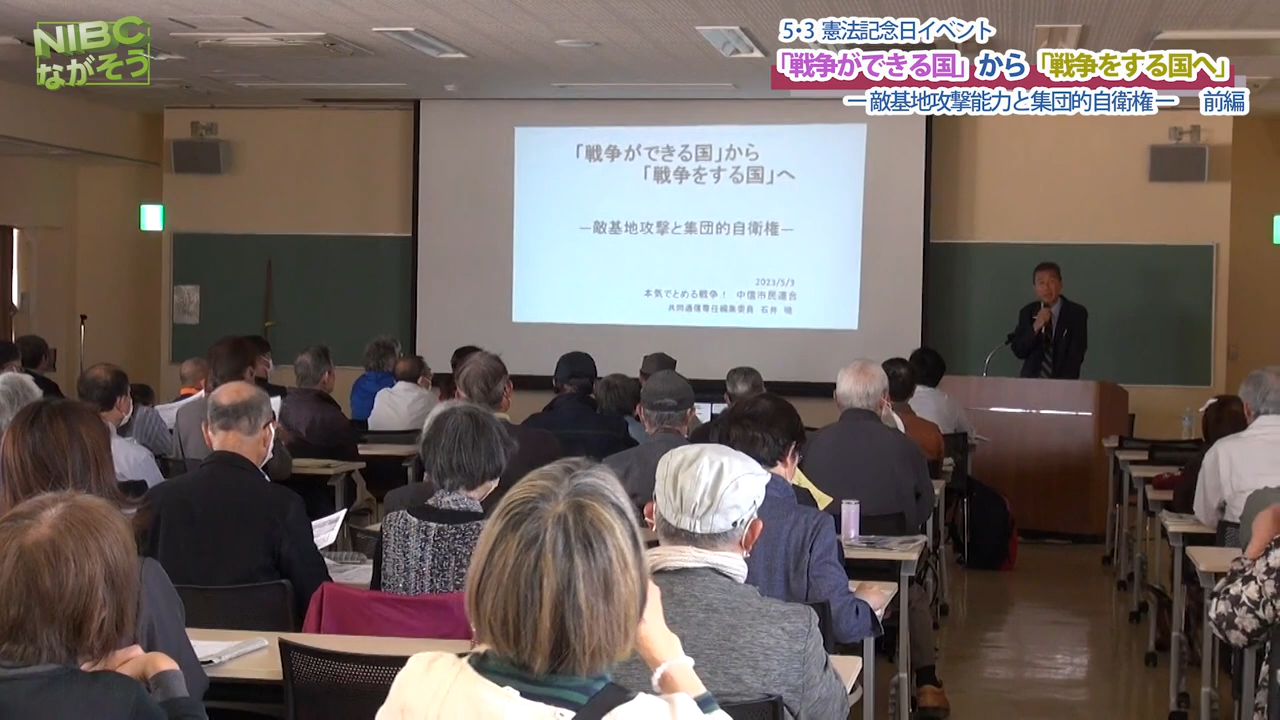 NIBC
ながそう
5・3 憲法記念日イベント
「戦争ができる国」から「戦争をする国へ」
―敵基地攻撃能力と集団的自衛権― 前編
「戦争ができる国」から
「戦争をする国」へ
―敵基地攻撃と集団的自衛権―
2023/5/3
本気でとめる戦争! 中信市民連合
共同通信専任編集委員 石井 暁